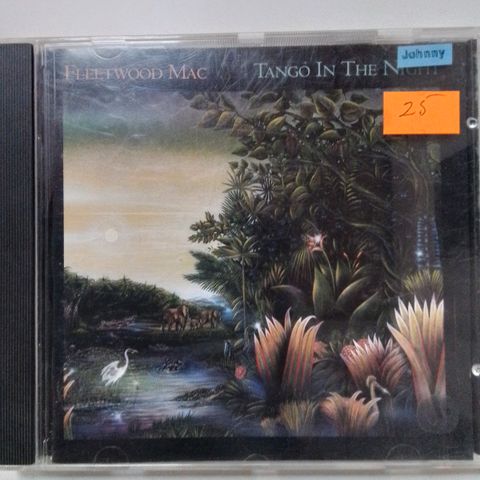 Johnny
FLEETWOOD MAC TANGO IN THE NIGHT
25